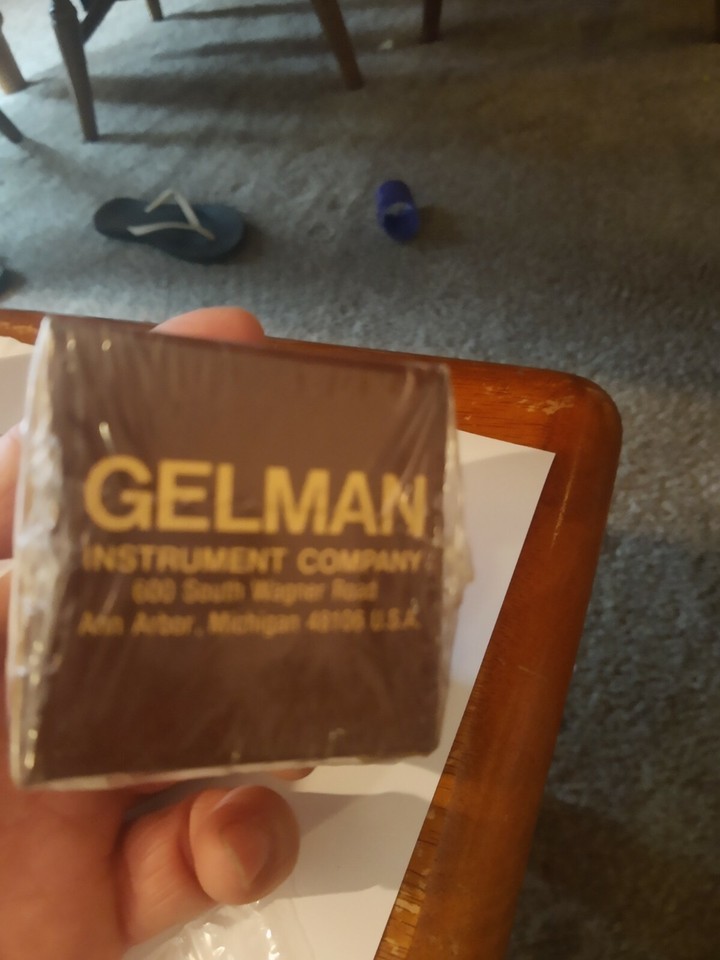 GELMAN
INSTRUMENT COMPANY
600 South Wagner Road
Ann Arbor, Michigan 48106 U.S.A.